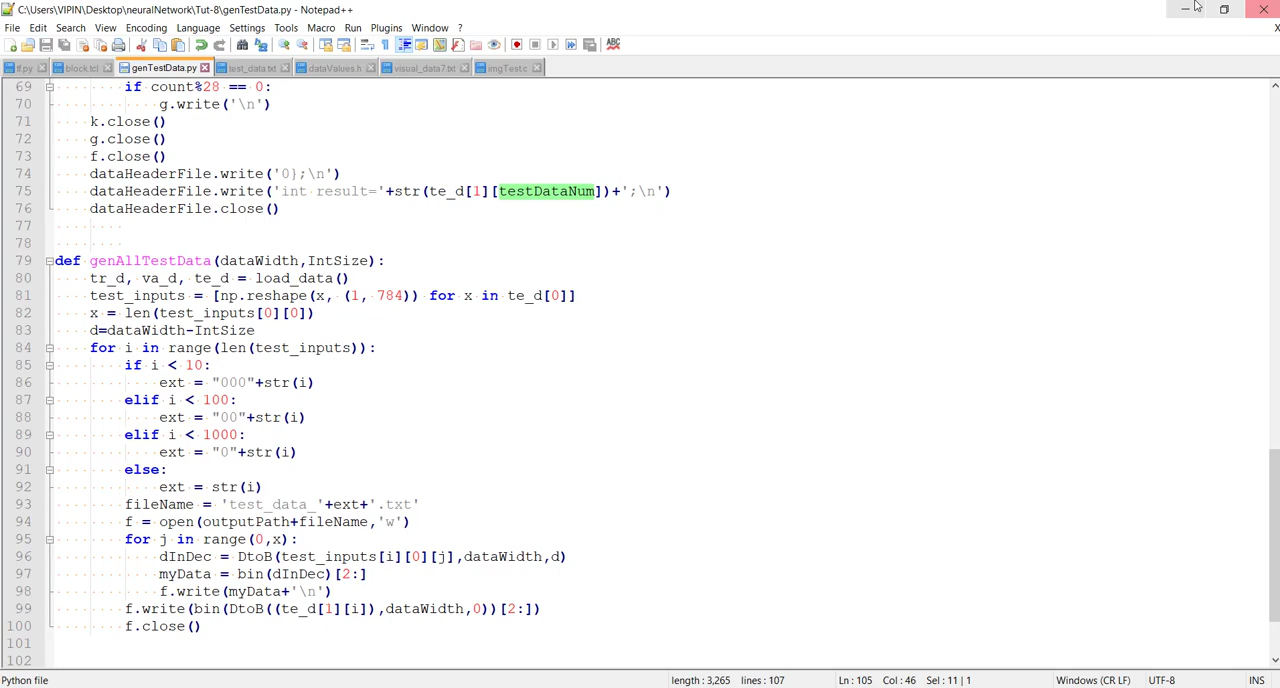 C:\Users\VIPIN\Desktop\neuralNetwork\Tut-8\genTestData.py - Notepad++
File Edit Search View Encoding Language Settings Tools Macro Run Plugins Window ? X
tf.py block.tcl genTestData.py test_data.txt dataValues.h visual_data7.txt imgTest.c
69 if count%28 == 0:
70 g.write('\n')
71 k.close()
72 g.close()
73 f.close()
74 dataHeaderFile.write('0};\n')
75 dataHeaderFile.write('int result='+str(te_d[1][testDataNum])+';\n')
76 dataHeaderFile.close()
77
78
79 def genAllTestData(dataWidth,IntSize):
80 tr_d, va_d, te_d = load_data()
81 test_inputs = [np.reshape(x, (1, 784)) for x in te_d[0]]
82 x = len(test_inputs[0][0])
83 d=dataWidth-IntSize
84 for i in range(len(test_inputs)):
85 if i < 10:
86 ext = "000"+str(i)
87 elif i < 100:
88 ext = "00"+str(i)
89 elif i < 1000:
90 ext = "0"+str(i)
91 else:
92 ext = str(i)
93 fileName = 'test_data_'+ext+'.txt'
94 f = open(outputPath+fileName,'w')
95 for j in range(0,x):
96 dInDec = DtoB(test_inputs[i][0][j],dataWidth,d)
97 myData = bin(dInDec)[2:]
98 f.write(myData+'\n')
99 f.write(bin(DtoB((te_d[1][i]),dataWidth,0))[2:])
100 f.close()
101
102
Python file length : 3,265 lines : 107 Ln : 105 Col : 46 Sel : 11 | 1 Windows (CR LF) UTF-8 INS